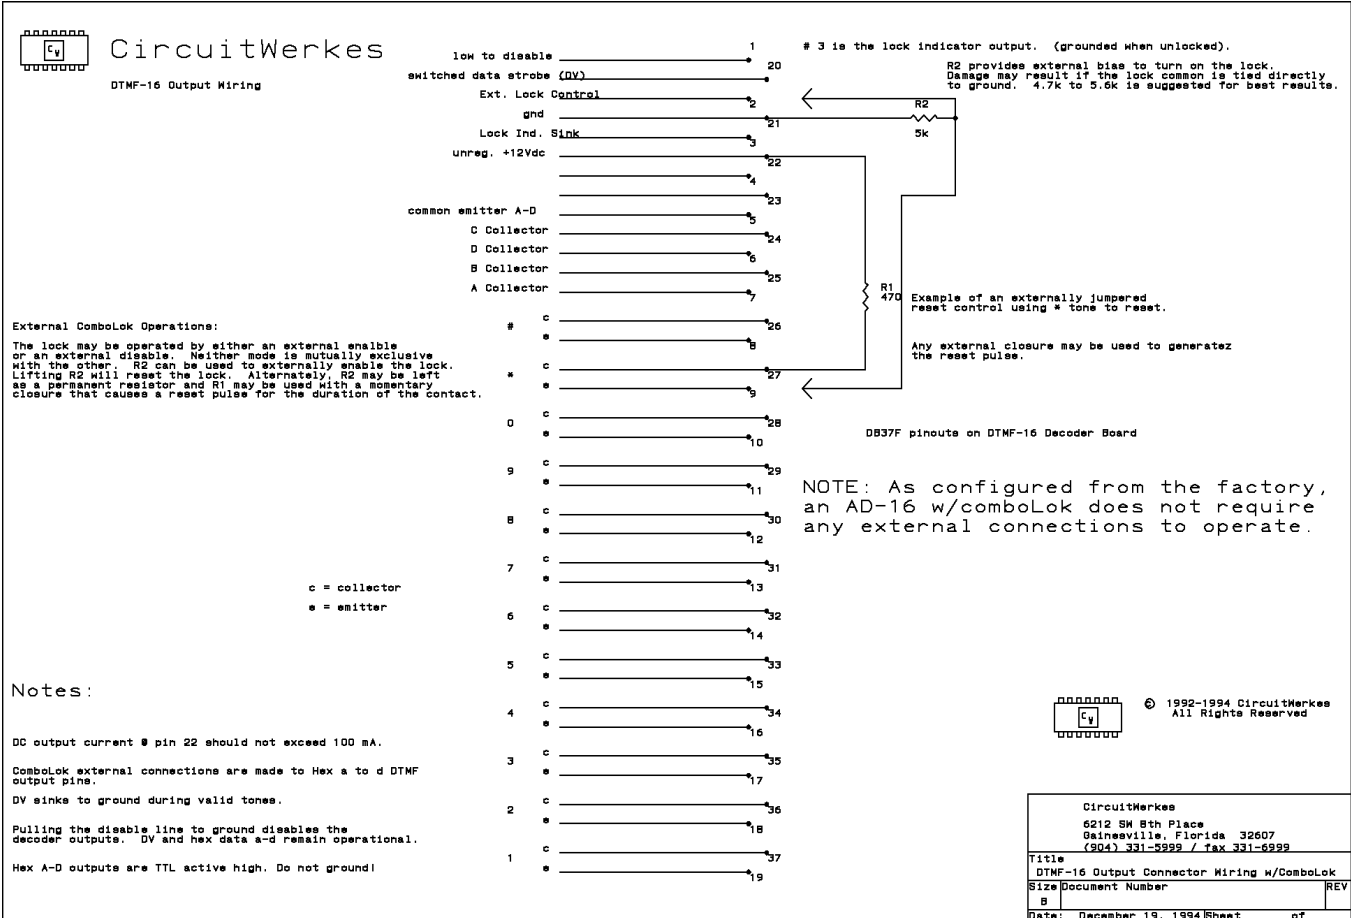 CW
CircuitWerkes
DTMF-16 Output Wiring
low to disable 1
switched data strobe (DV) 20
Ext. Lock Control 2
gnd 21
Lock Ind. Sink 3
unreg. +12Vdc 22
4
23
common emitter A-D 5
C Collector 24
D Collector 6
B Collector 25
A Collector 7
# c 26
e 8
* c 27
e 9
0 c 28
e 10
9 c 29
e 11
8 c 30
e 12
7 c 31
e 13
6 c 32
e 14
5 c 33
e 15
4 c 34
e 16
3 c 35
e 17
2 c 36
e 18
1 c 37
e 19
# 3 is the lock indicator output. (grounded when unlocked).
R2 provides external bias to turn on the lock.
Damage may result if the lock common is tied directly
to ground. 4.7k to 5.6k is suggested for best results.
R2
5k
R1
470
Example of an externally jumpered
reset control using * tone to reset.
Any external closure may be used to generatez
the reset pulse.
External ComboLok Operations:
The lock may be operated by either an external enalble
or an external disable. Neither mode is mutually exclusive
with the other. R2 can be used to externally enable the lock.
Lifting R2 will reset the lock. Alternately, R2 may be left
as a permanent resistor and R1 may be used with a momentary
closure that causes a reset pulse for the duration of the contact.
DB37F pinouts on DTMF-16 Decoder Board
NOTE: As configured from the factory,
an AD-16 w/comboLok does not require
any external connections to operate.
c = collector
e = emitter
Notes:
DC output current @ pin 22 should not exceed 100 mA.
ComboLok external connections are made to Hex a to d DTMF
output pins.
DV sinks to ground during valid tones.
Pulling the disable line to ground disables the
decoder outputs. DV and hex data a-d remain operational.
Hex A-D outputs are TTL active high. Do not ground!
CW
© 1992-1994 CircuitWerkes
All Rights Reserved
CircuitWerkes
6212 SW 8th Place
Gainesville, Florida 32607
(904) 331-5999 / fax 331-6999
Title
DTMF-16 Output Connector Wiring w/ComboLok
Size Document Number REV
B
Date: December 19, 1994 Sheet of